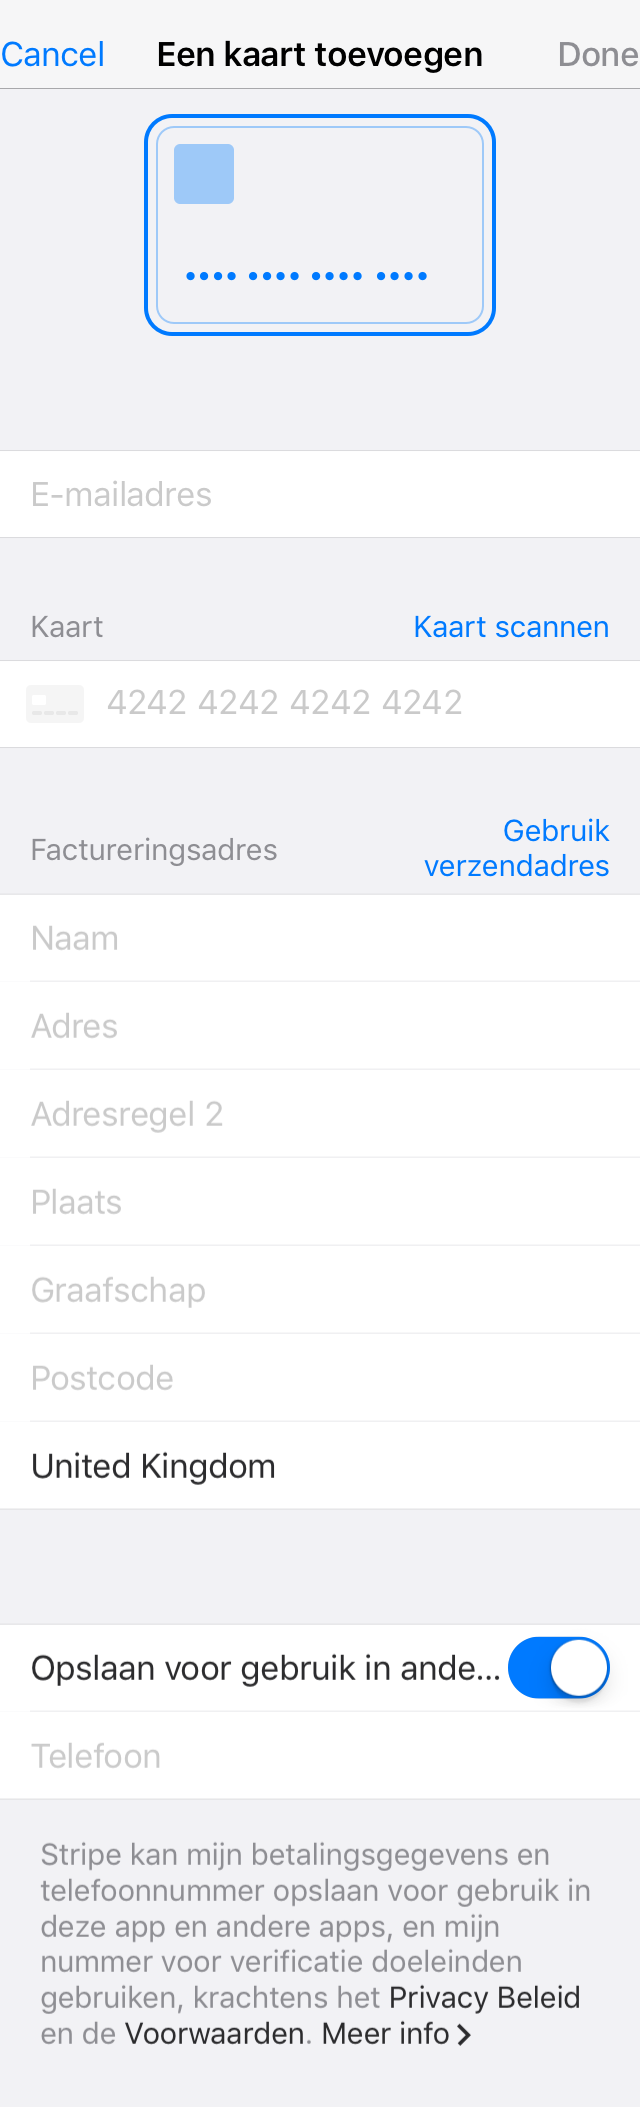 Cancel Een kaart toevoegen Done
•••• •••• •••• ••••
E-mailadres
Kaart Kaart scannen
4242 4242 4242 4242
Factureringsadres Gebruik
verzendadres
Naam
Adres
Adresregel 2
Plaats
Graafschap
Postcode
United Kingdom
Opslaan voor gebruik in ande...
Telefoon
Stripe kan mijn betalingsgegevens en
telefoonnummer opslaan voor gebruik in
deze app en andere apps, en mijn
nummer voor verificatie doeleinden
gebruiken, krachtens het Privacy Beleid
en de Voorwaarden. Meer info